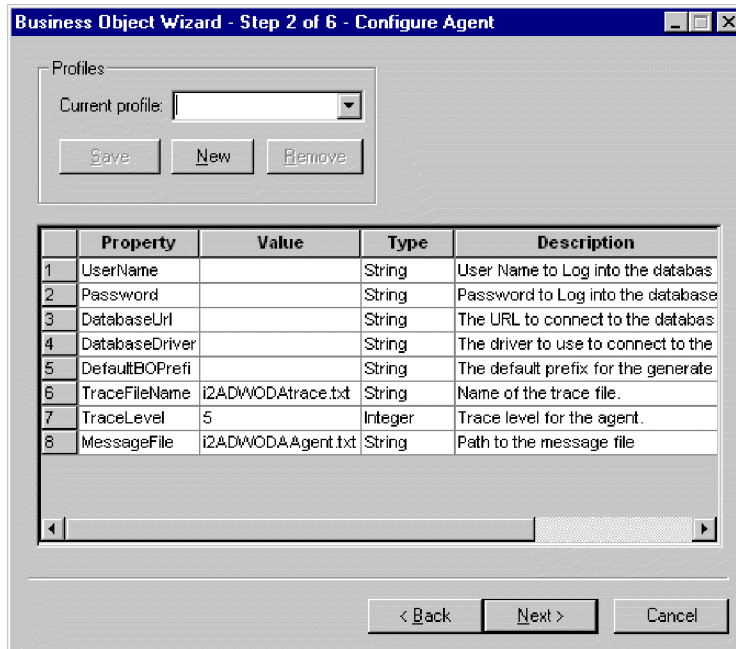 Business Object Wizard - Step 2 of 6 - Configure Agent
Profiles
Current profile:
Save New Remove
Property Value Type Description
1 UserName String User Name to Log into the databas
2 Password String Password to Log into the database
3 DatabaseUrl String The URL to connect to the databas
4 DatabaseDriver String The driver to use to connect to the
5 DefaultBOPrefi String The default prefix for the generate
6 TraceFileName i2ADWODAtrace.txt String Name of the trace file.
7 TraceLevel 5 Integer Trace level for the agent.
8 MessageFile i2ADWODAAgent.txt String Path to the message file
< Back Next > Cancel